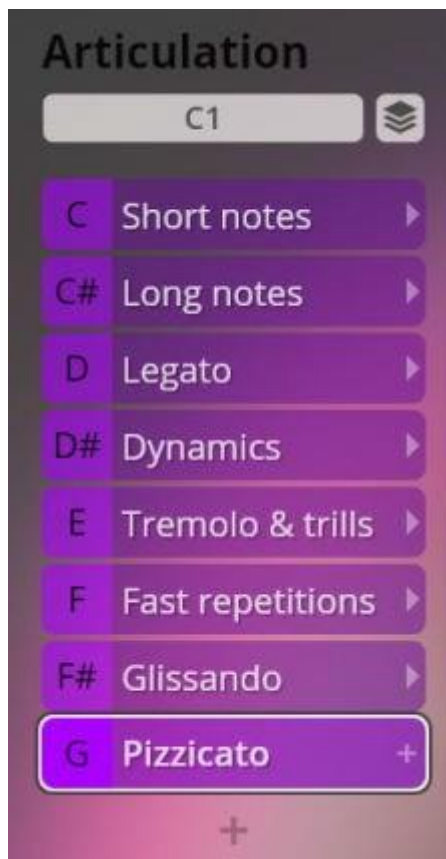 Articulation
C1
C Short notes
C# Long notes
D Legato
D# Dynamics
E Tremolo & trills
F Fast repetitions
F# Glissando
G Pizzicato +
+